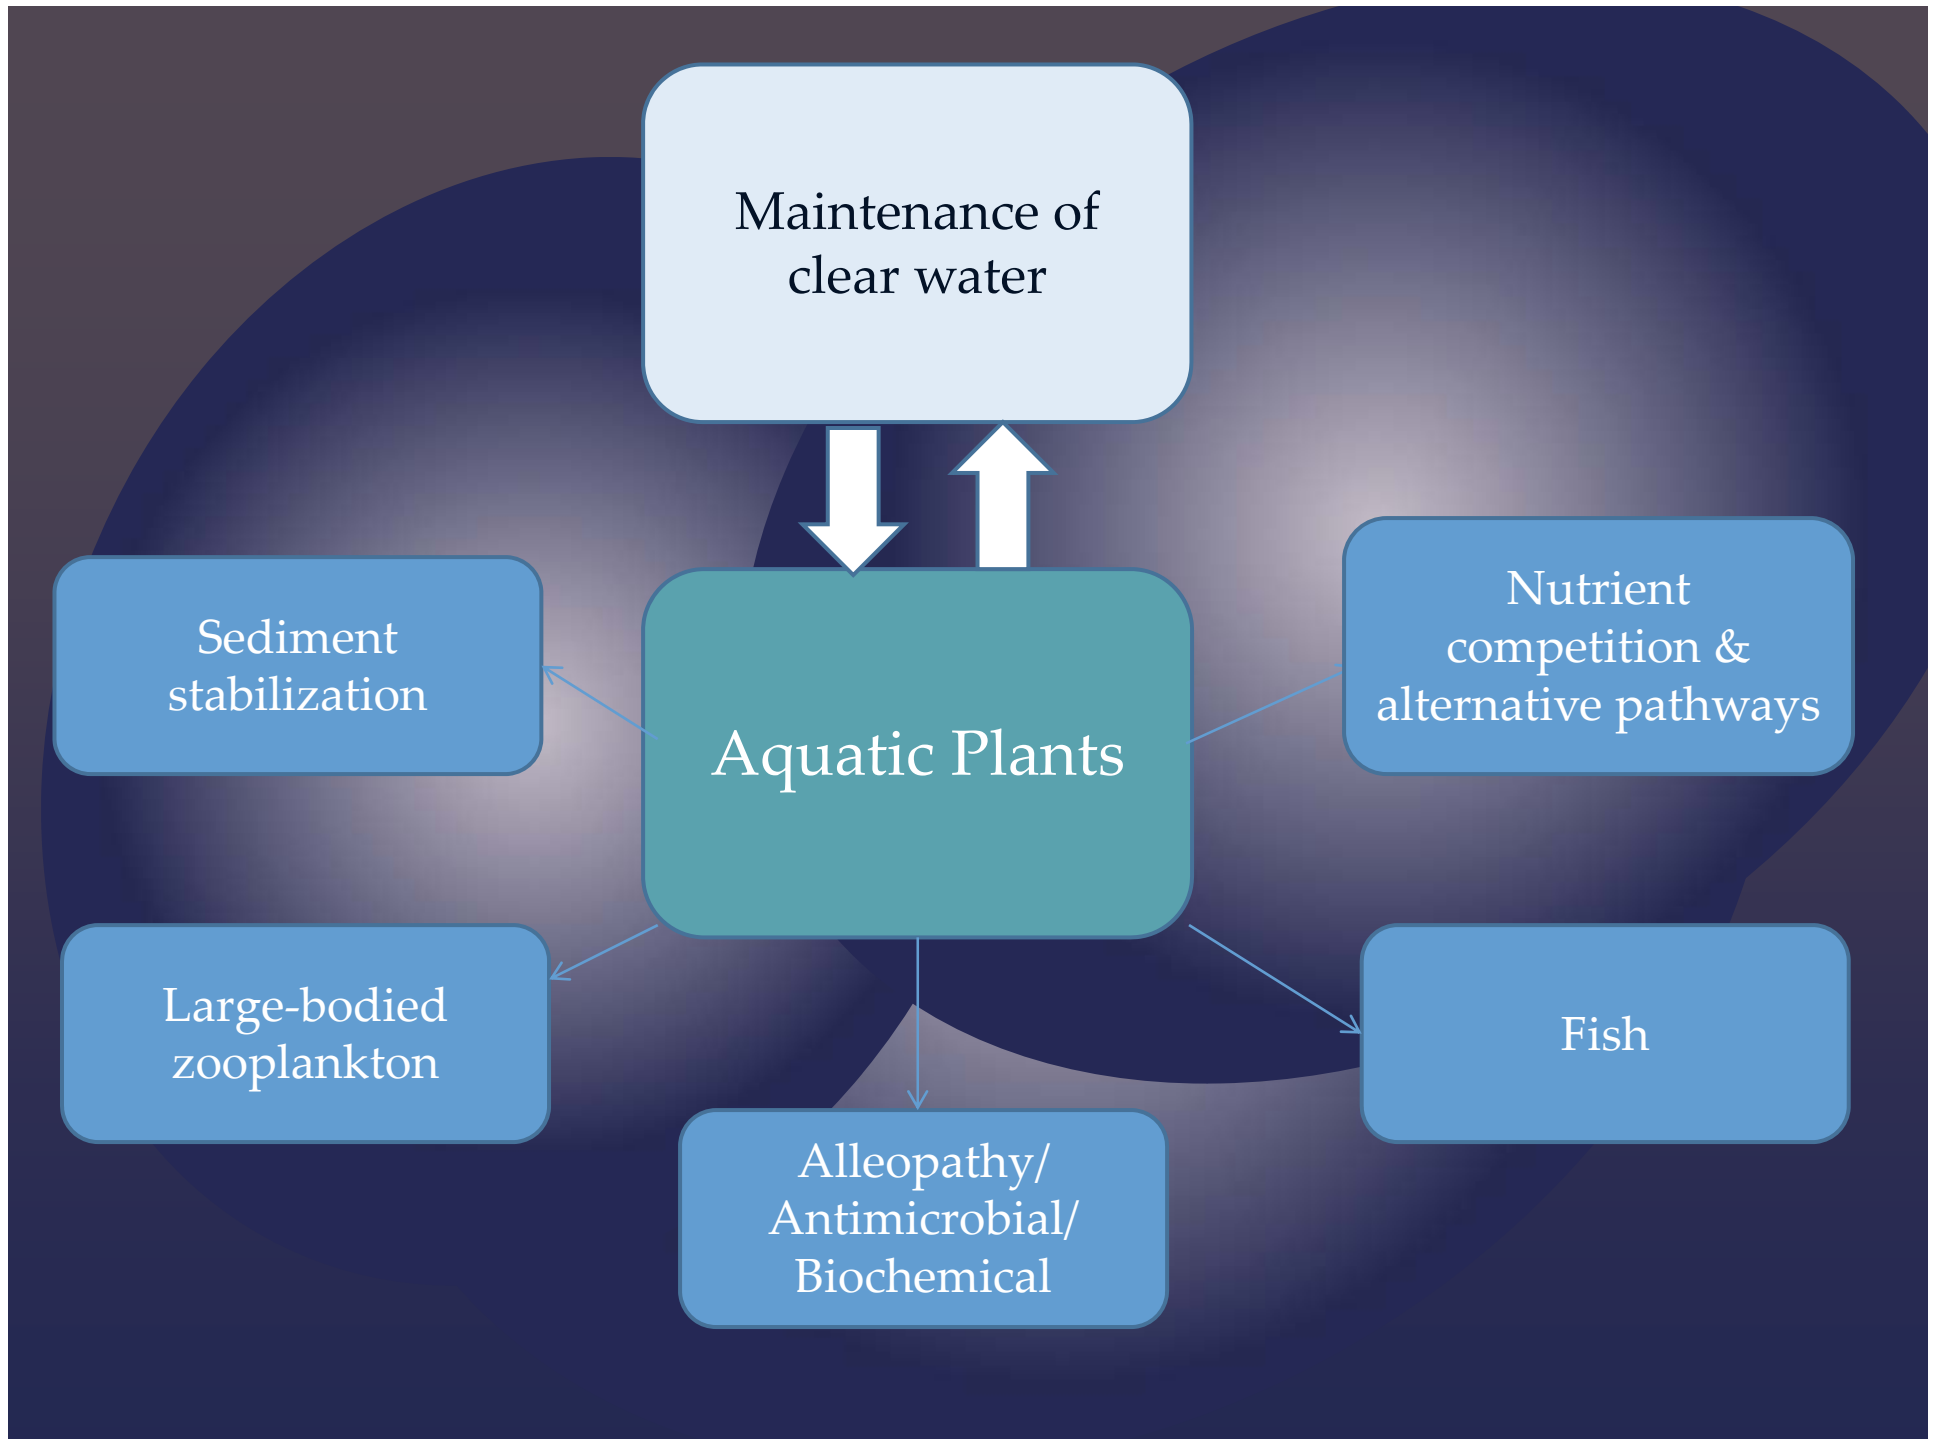 Maintenance of
clear water
Sediment
stabilization
Aquatic Plants
Nutrient
competition &
alternative pathways
Large-bodied
zooplankton
Alleopathy/
Antimicrobial/
Biochemical
Fish